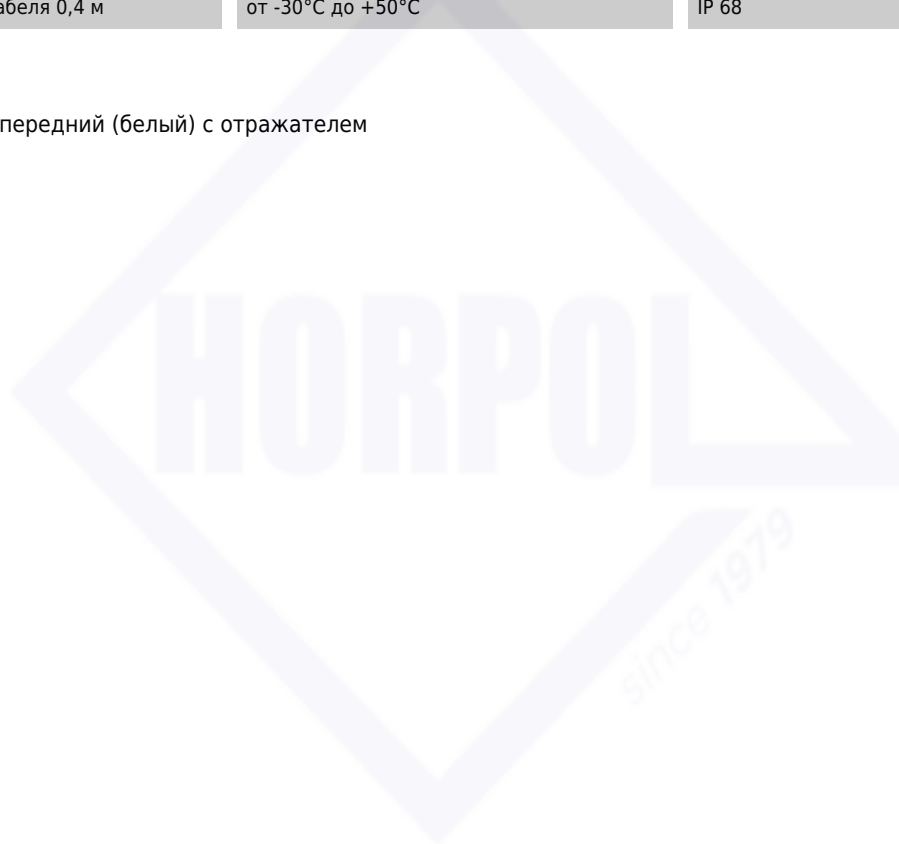 абеля 0,4 м от -30°C до +50°C IP 68
передний (белый) с отражателем
HORPOL
since 1979